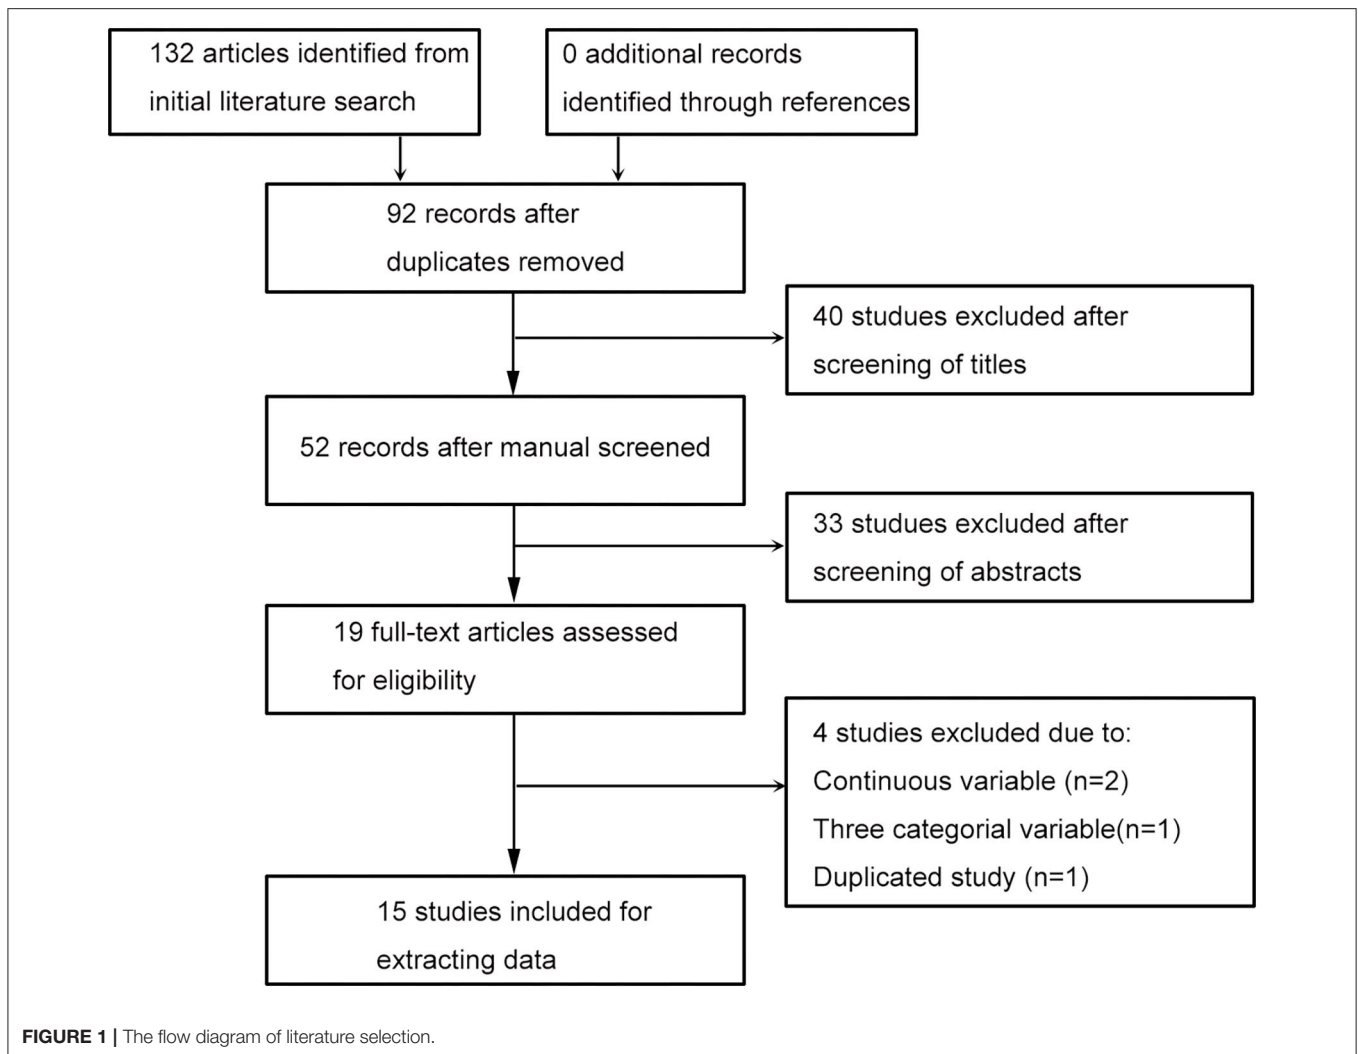 132 articles identified from
initial literature search
0 additional records
identified through references
92 records after
duplicates removed
40 studues excluded after
screening of titles
52 records after manual screened
33 studues excluded after
screening of abstracts
19 full-text articles assessed
for eligibility
4 studies excluded due to:
Continuous variable (n=2)
Three categorial variable(n=1)
Duplicated study (n=1)
15 studies included for
extracting data
FIGURE 1 | The flow diagram of literature selection.